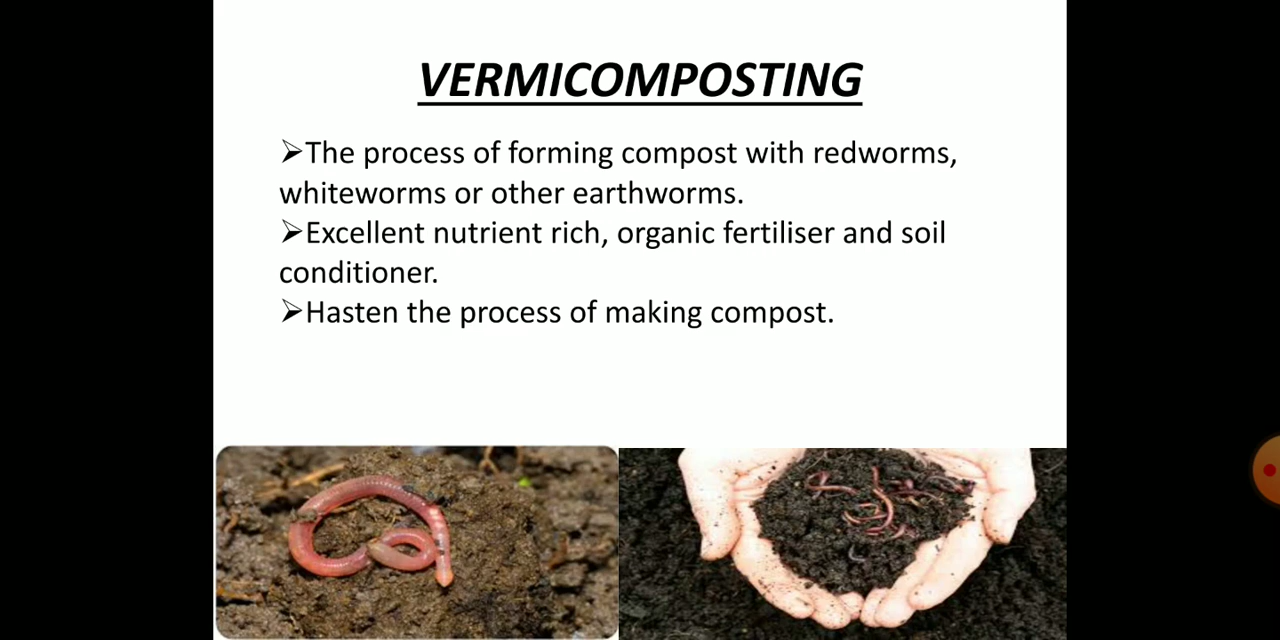 VERMICOMPOSTING
➢The process of forming compost with redworms,
whiteworms or other earthworms.
➢Excellent nutrient rich, organic fertiliser and soil
conditioner.
➢Hasten the process of making compost.